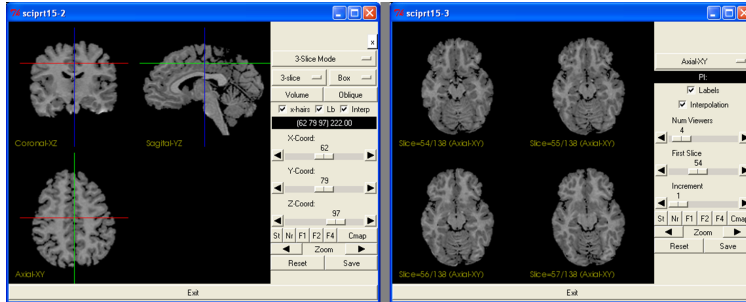 sciprt15-2
x
3-Slice Mode
3-slice Box
Volume Oblique
x-hairs Lb Interp
(62 79 97) 222.00
X-Coord:
62
Y-Coord:
79
Z-Coord:
97
St Nr F1 F2 F4 Cmap
Zoom
Reset Save
Coronal-XZ Sagital-YZ
Axial-XY
Exit
sciprt15-3
Axial-XY
Pt:
Labels
Interpolation
Num Viewers
4
First Slice
54
Increment
1
St Nr F1 F2 F4 Cmap
Zoom
Reset Save
Slice=54/138 (Axial-XY) Slice=55/138 (Axial-XY)
Slice=56/138 (Axial-XY) Slice=57/138 (Axial-XY)
Exit